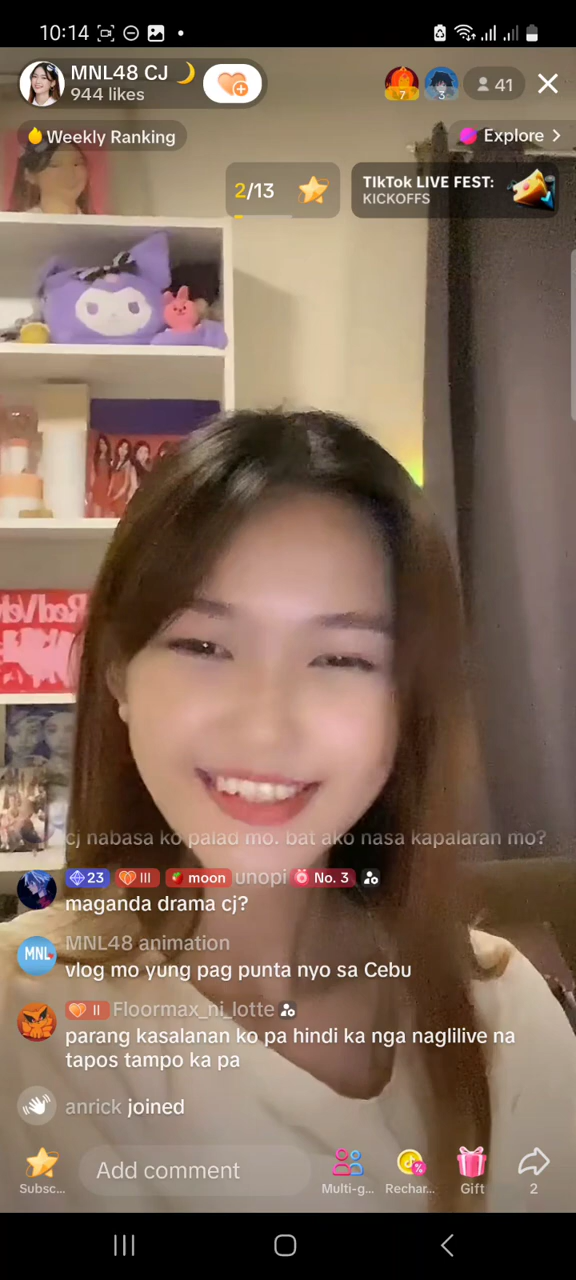 10:14
MNL48 CJ 🌙
944 likes
7
3
41
Weekly Ranking
Explore >
2/13
TikTok LIVE FEST:
KICKOFFS
RedVel
cj nabasa ko palad mo. bat ako nasa kapalaran mo?
23 III moon unopi No. 3
maganda drama cj?
MNL
MNL48 animation
vlog mo yung pag punta nyo sa Cebu
II Floormax_ni_lotte
parang kasalanan ko pa hindi ka nga naglilive na
tapos tampo ka pa
anrick joined
Add comment
Subsc...
Multi-g...
Rechar...
Gift
2